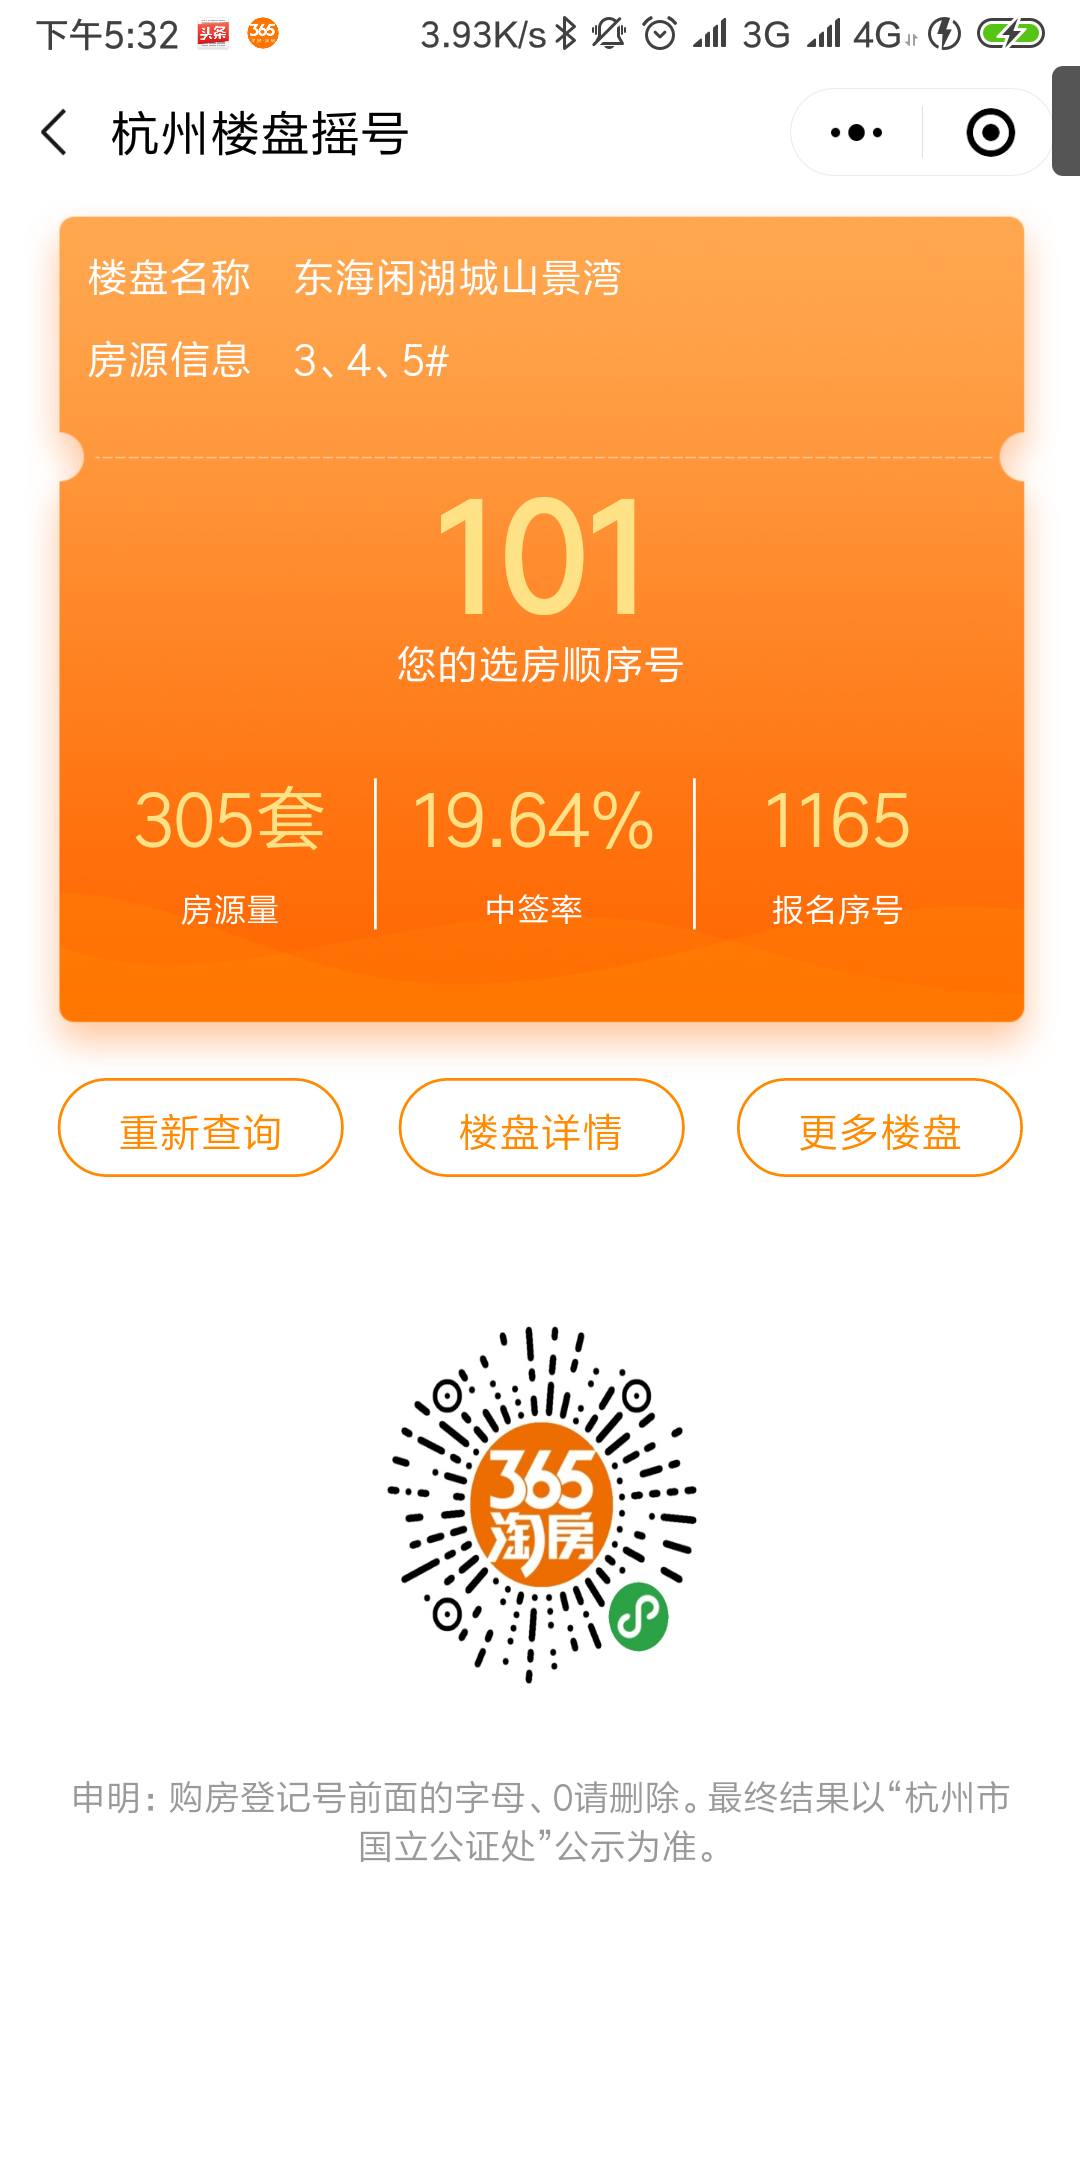 下午5:32 头条 365 3.93K/s 3G 4G
杭州楼盘摇号
楼盘名称 东海闲湖城山景湾
房源信息 3、4、5#
101
您的选房顺序号
305套 19.64% 1165
房源量 中签率 报名序号
重新查询 楼盘详情 更多楼盘
365
淘房
申明：购房登记号前面的字母、0请删除。最终结果以“杭州市
国立公证处”公示为准。